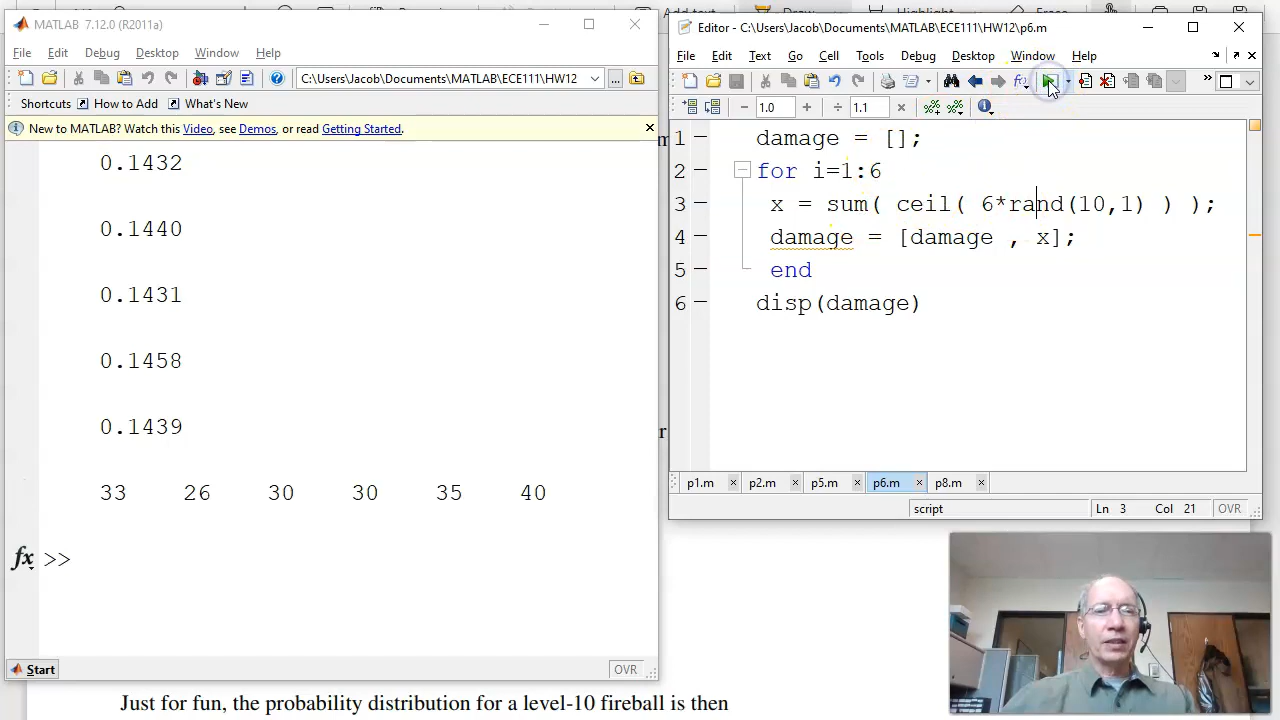 MATLAB 7.12.0 (R2011a)
File Edit Debug Desktop Window Help
C:\Users\Jacob\Documents\MATLAB\ECE111\HW12
Shortcuts How to Add What's New
New to MATLAB? Watch this Video, see Demos, or read Getting Started.
0.1432
0.1440
0.1431
0.1458
0.1439
33 26 30 30 35 40
fx >>
Start
OVR
Editor - C:\Users\Jacob\Documents\MATLAB\ECE111\HW12\p6.m
File Edit Text Go Cell Tools Debug Desktop Window Help
− 1.0 + ÷ 1.1 ×
1 damage = [];
2 for i=1:6
3 x = sum( ceil( 6*rand(10,1) ) );
4 damage = [damage , x];
5 end
6 disp(damage)
p1.m p2.m p5.m p6.m p8.m
script Ln 3 Col 21 OVR
Just for fun, the probability distribution for a level-10 fireball is then